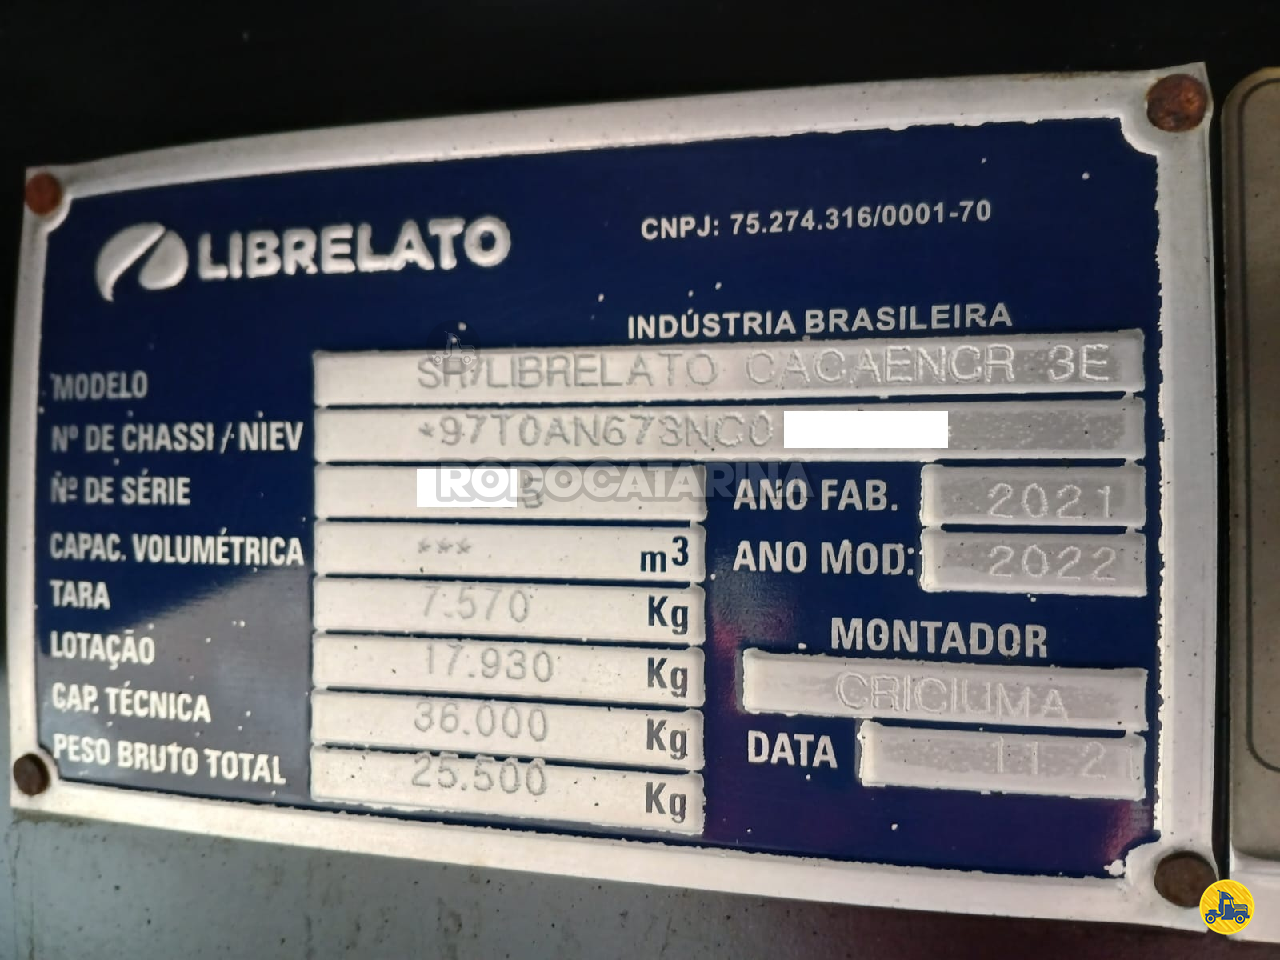 LIBRELATO
CNPJ: 75.274.316/0001-70
INDÚSTRIA BRASILEIRA
MODELO SR/LIBRELATO CACAENCR 3E
Nº DE CHASSI / NIEV *97T0AN673NC0
Nº DE SÉRIE 5°
RODOCATARINA
ANO FAB. 2021
CAPAC. VOLUMÉTRICA *** m3
ANO MOD: 2022
TARA 7.570 Kg
MONTADOR
LOTAÇÃO 17.930 Kg
CRICIUMA
CAP. TÉCNICA 36.000 Kg
DATA 11 21
PESO BRUTO TOTAL 25.500 Kg